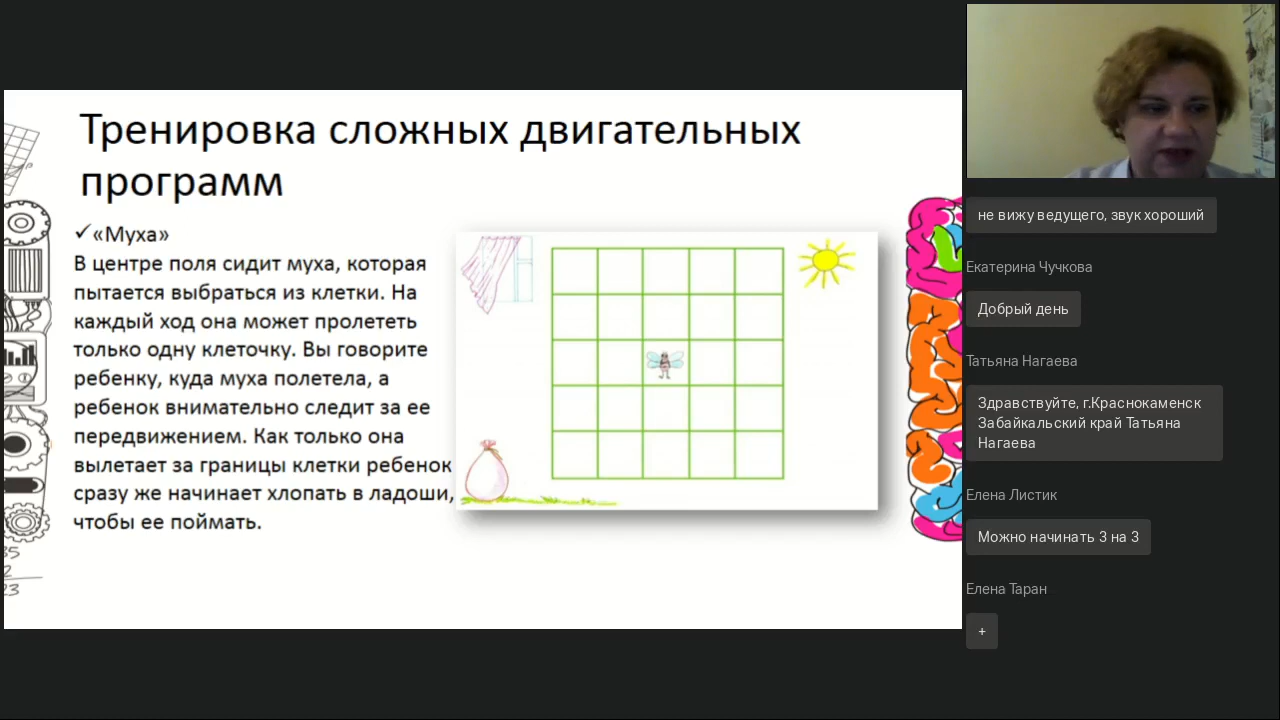 Тренировка сложных двигательных
программ
✓«Муха»
В центре поля сидит муха, которая
пытается выбраться из клетки. На
каждый ход она может пролететь
только одну клеточку. Вы говорите
ребенку, куда муха полетела, а
ребенок внимательно следит за ее
передвижением. Как только она
вылетает за границы клетки ребенок
сразу же начинает хлопать в ладоши,
чтобы ее поймать.
не вижу ведущего, звук хороший
Екатерина Чучкова
Добрый день
Татьяна Нагаева
Здравствуйте, г.Краснокаменск
Забайкальский край Татьяна
Нагаева
Елена Листик
Можно начинать 3 на 3
Елена Таран
+